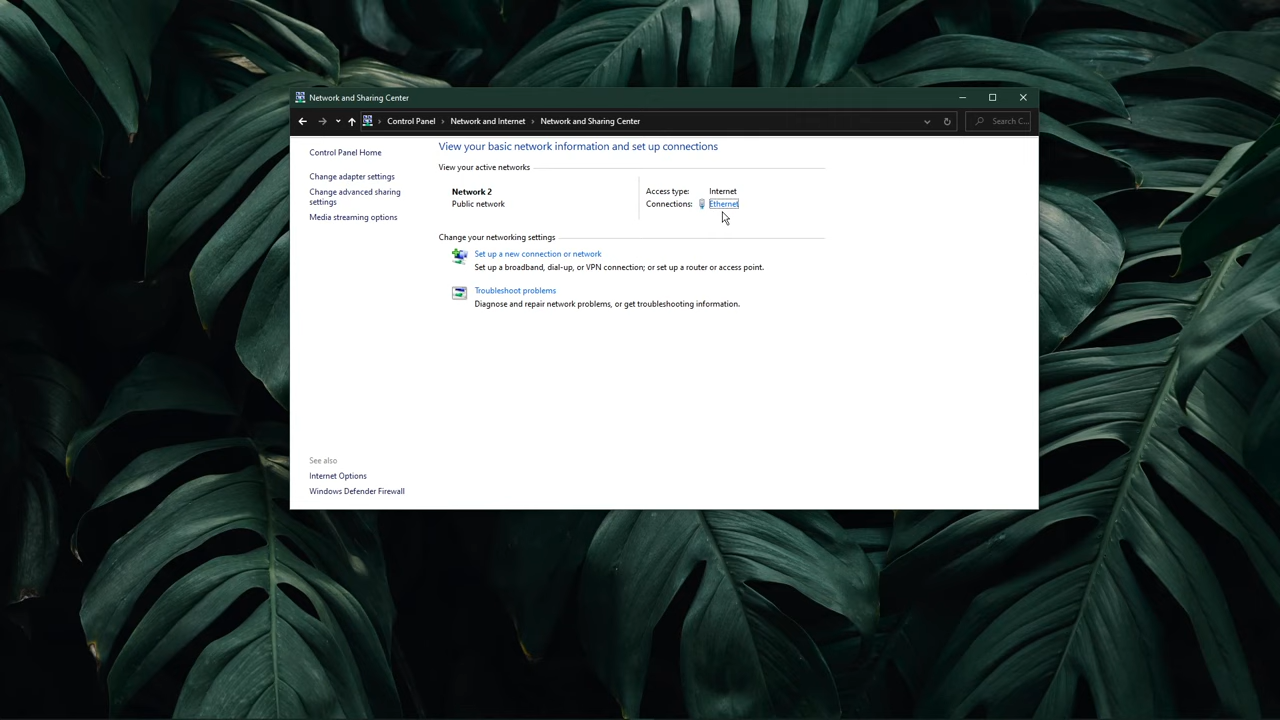 Network and Sharing Center
Control Panel Network and Internet Network and Sharing Center Search C...
Control Panel Home
Change adapter settings
Change advanced sharing
settings
Media streaming options
View your basic network information and set up connections
View your active networks
Network 2 Access type: Internet
Public network Connections: Ethernet
Change your networking settings
Set up a new connection or network
Set up a broadband, dial-up, or VPN connection; or set up a router or access point.
Troubleshoot problems
Diagnose and repair network problems, or get troubleshooting information.
See also
Internet Options
Windows Defender Firewall